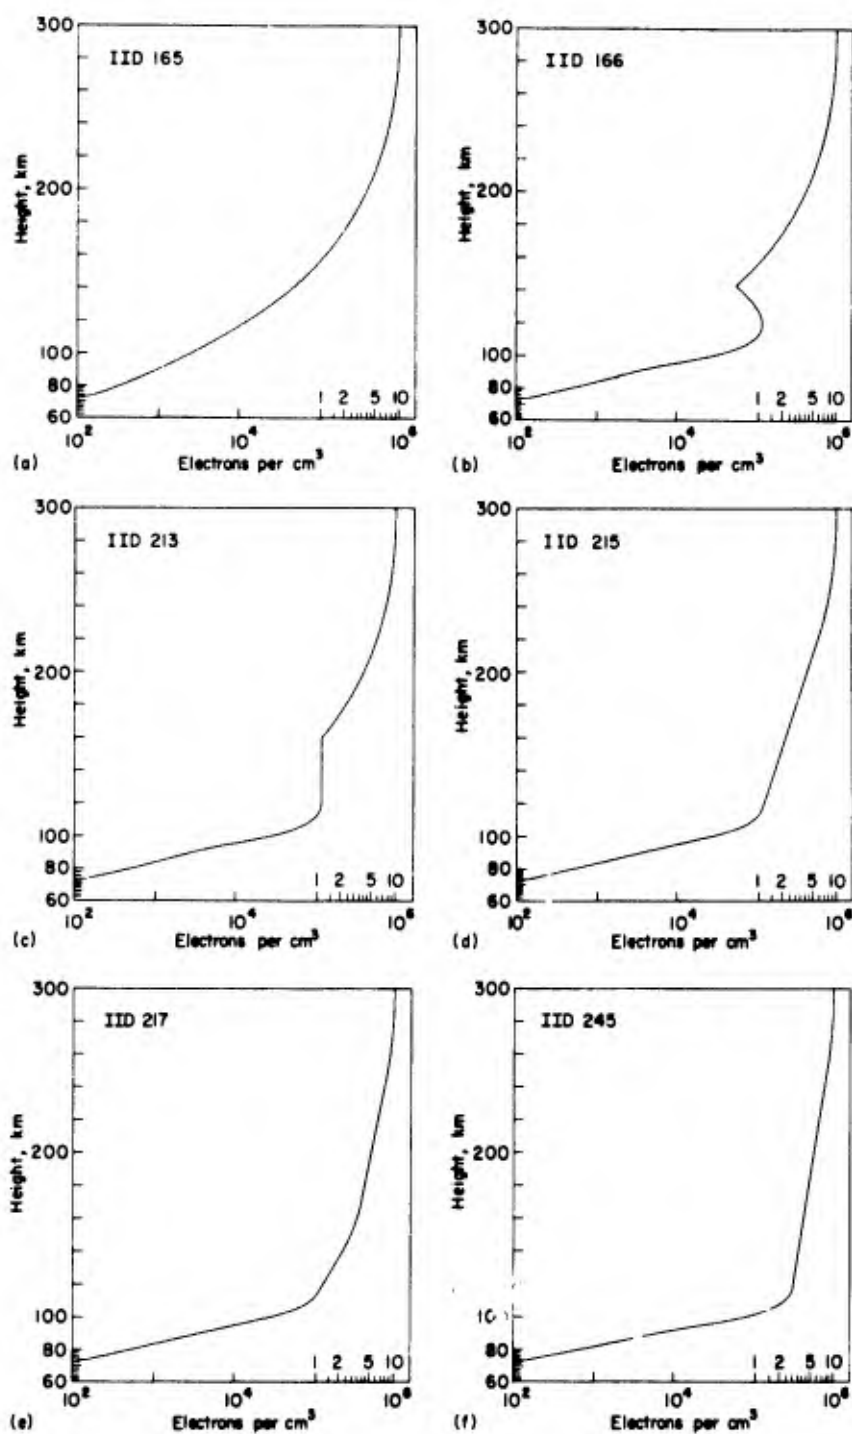 300
IID 165
Height, km
200
100
80
60
1 2 5 10
10² 10⁴ 10⁶
(a) Electrons per cm³
300
IID 166
Height, km
200
100
80
60
1 2 5 10
10² 10⁴ 10⁶
(b) Electrons per cm³
300
IID 213
Height, km
200
100
80
60
1 2 5 10
10² 10⁴ 10⁶
(c) Electrons per cm³
300
IID 215
Height, km
200
100
80
60
1 2 5 10
10² 10⁴ 10⁶
(d) Electrons per cm³
300
IID 217
Height, km
200
100
80
60
1 2 5 10
10² 10⁴ 10⁶
(e) Electrons per cm³
300
IID 245
Height, km
200
100
80
60
1 2 5 10
10² 10⁴ 10⁶
(f) Electrons per cm³